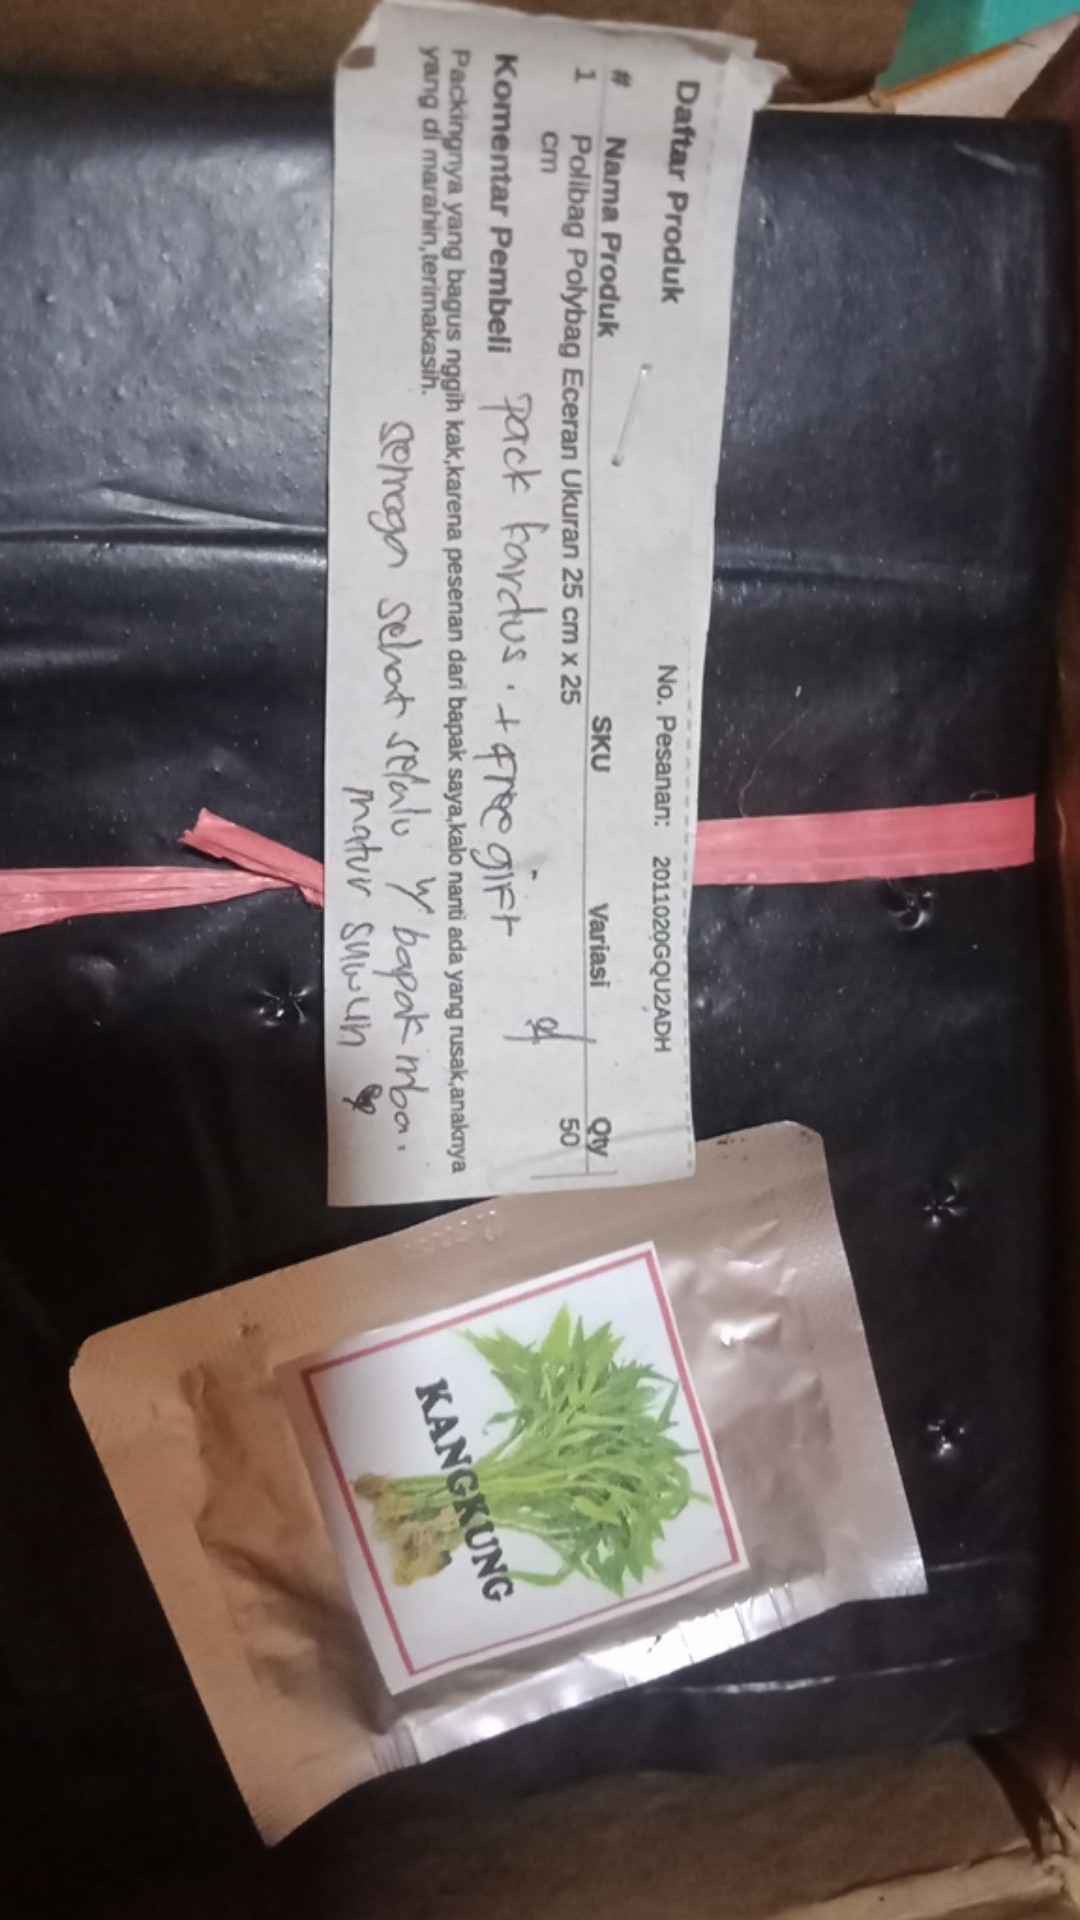 Daftar Produk No. Pesanan: 2011020GQU2ADH
# Nama Produk SKU Variasi Qty
1 Polibag Polybag Eceran Ukuran 25 cm x 25 50
cm
Komentar Pembeli pack kardus. + free gift
Packingnya yang bagus nggih kak,karena pesenan dari bapak saya,kalo nanti ada yang rusak,anaknya
yang di marahin,terimakasih.
semoga sehat selalu y bapak mba.
matur suwun
KANGKUNG